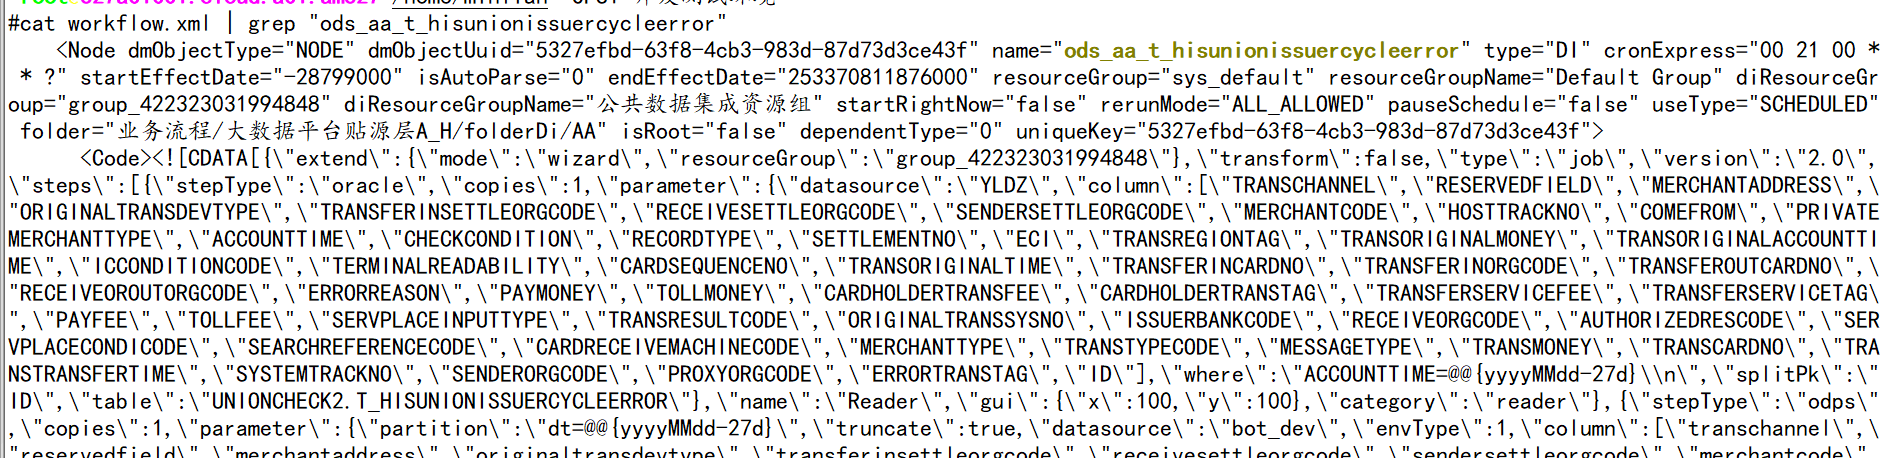 #cat workflow.xml | grep "ods_aa_t_hisunionissuercycleerror"
<Node dmObjectType="NODE" dmObjectUuid="5327efbd-63f8-4cb3-983d-87d73d3ce43f" name="ods_aa_t_hisunionissuercycleerror" type="DI" cronExpress="00 21 00 *
* ?" startEffectDate="-28799000" isAutoParse="0" endEffectDate="253370811876000" resourceGroup="sys_default" resourceGroupName="Default Group" diResourceGr
oup="group_422323031994848" diResourceGroupName="公共数据集成资源组" startRightNow="false" rerunMode="ALL_ALLOWED" pauseSchedule="false" useType="SCHEDULED"
folder="业务流程/大数据平台贴源层A_H/folderDi/AA" isRoot="false" dependentType="0" uniqueKey="5327efbd-63f8-4cb3-983d-87d73d3ce43f">
<Code><![CDATA[{\"extend\":{\"mode\":\"wizard\",\"resourceGroup\":\"group_422323031994848\"},\"transform\":false,\"type\":\"job\",\"version\":\"2.0\",
\"steps\":[{\"stepType\":\"oracle\",\"copies\":1,\"parameter\":{\"datasource\":\"YLDZ\",\"column\":[\"TRANSCHANNEL\",\"RESERVEDFIELD\",\"MERCHANTADDRESS\",\
"ORIGINALTRANSDEVTYPE\",\"TRANSFERINSETTLEORGCODE\",\"RECEIVESETTLEORGCODE\",\"SENDERSETTLEORGCODE\",\"MERCHANTCODE\",\"HOSTTRACKNO\",\"COMEFROM\",\"PRIVATE
MERCHANTTYPE\",\"ACCOUNTTIME\",\"CHECKCONDITION\",\"RECORDTYPE\",\"SETTLEMENTNO\",\"ECI\",\"TRANSREGIONTAG\",\"TRANSORIGINALMONEY\",\"TRANSORIGINALACCOUNTTI
ME\",\"ICCONDITIONCODE\",\"TERMINALREADABILITY\",\"CARDSEQUENCENO\",\"TRANSORIGINALTIME\",\"TRANSFERINCARDNO\",\"TRANSFERINORGCODE\",\"TRANSFEROUTCARDNO\",\
"RECEIVEOROUTORGCODE\",\"ERRORREASON\",\"PAYMONEY\",\"TOLLMONEY\",\"CARDHOLDERTRANSFEE\",\"CARDHOLDERTRANSTAG\",\"TRANSFERSERVICEFEE\",\"TRANSFERSERVICETAG\
",\"PAYFEE\",\"TOLLFEE\",\"SERVPLACEINPUTTYPE\",\"TRANSRESULTCODE\",\"ORIGINALTRANSSYSNO\",\"ISSUERBANKCODE\",\"RECEIVEORGCODE\",\"AUTHORIZEDRESCODE\",\"SER
VPLACECONDICODE\",\"SEARCHREFERENCECODE\",\"CARDRECEIVEMACHINECODE\",\"MERCHANTTYPE\",\"TRANSTYPECODE\",\"MESSAGETYPE\",\"TRANSMONEY\",\"TRANSCARDNO\",\"TRA
NSTRANSFERTIME\",\"SYSTEMTRACKNO\",\"SENDERORGCODE\",\"PROXYORGCODE\",\"ERRORTRANSTAG\",\"ID\"],\"where\":\"ACCOUNTTIME=@@{yyyyMMdd-27d}\\n\",\"splitPk\":\"
ID\",\"table\":\"UNIONCHECK2.T_HISUNIONISSUERCYCLEERROR\"},\"name\":\"Reader\",\"gui\":{\"x\":100,\"y\":100},\"category\":\"reader\"},{\"stepType\":\"odps\"
,\"copies\":1,\"parameter\":{\"partition\":\"dt=@@{yyyyMMdd-27d}\",\"truncate\":true,\"datasource\":\"bot_dev\",\"envType\":1,\"column\":[\"transchannel\",\
"reservedfield\",\"merchantaddress\",\"originaltransdevtype\",\"transferinsettleorgcode\",\"receivesettleorgcode\",\"sendersettleorgcode\",\"merchantcode\",